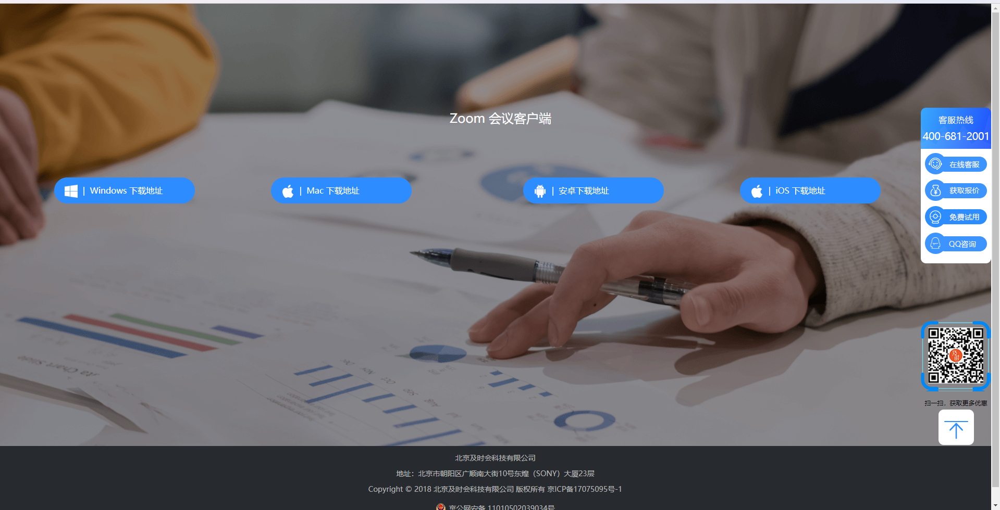 Zoom 会议客户端
| Windows 下载地址
| Mac 下载地址
| 安卓下载地址
| iOS 下载地址
客服热线
400-681-2001
在线客服
获取报价
免费试用
QQ咨询
扫一扫，获取更多优惠
北京及时会科技有限公司
地址：北京市朝阳区广顺南大街10号东煌（SONY）大厦23层
Copyright © 2018 北京及时会科技有限公司 版权所有 京ICP备17075095号-1
京公网安备 11010502039034号